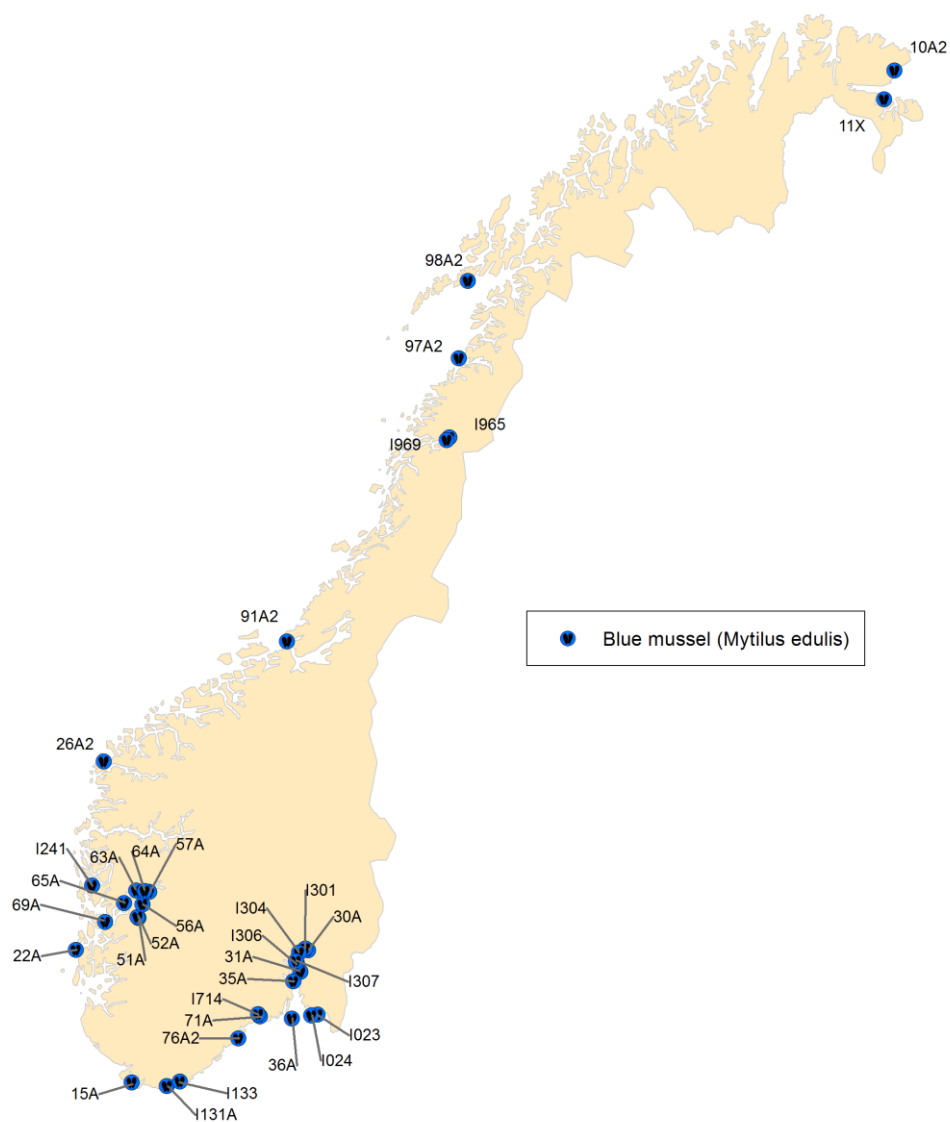 10A2
11X
98A2
97A2
I965
I969
91A2
Blue mussel (Mytilus edulis)
26A2
I241
63A
64A
57A
65A
69A
56A
52A
51A
22A
I301
I304
30A
I306
31A
I307
35A
I714
71A
76A2
36A
I024
I023
15A
I133
I131A